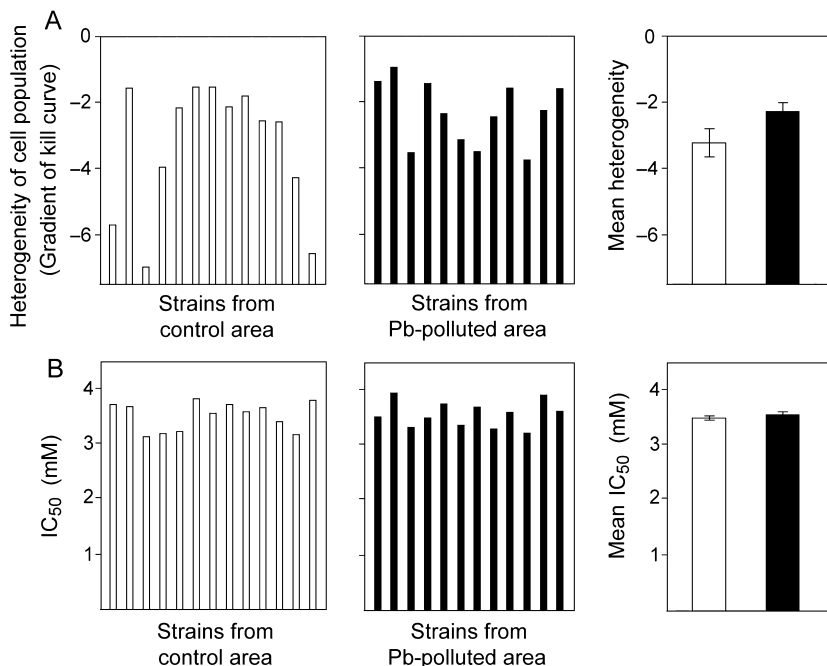 A
Heterogeneity of cell population
(Gradient of kill curve)
0
–2
–4
–6
Strains from
control area
Strains from
Pb-polluted area
Mean heterogeneity
0
–2
–4
–6
B
IC50 (mM)
4
3
2
1
Strains from
control area
Strains from
Pb-polluted area
Mean IC50 (mM)
4
3
2
1